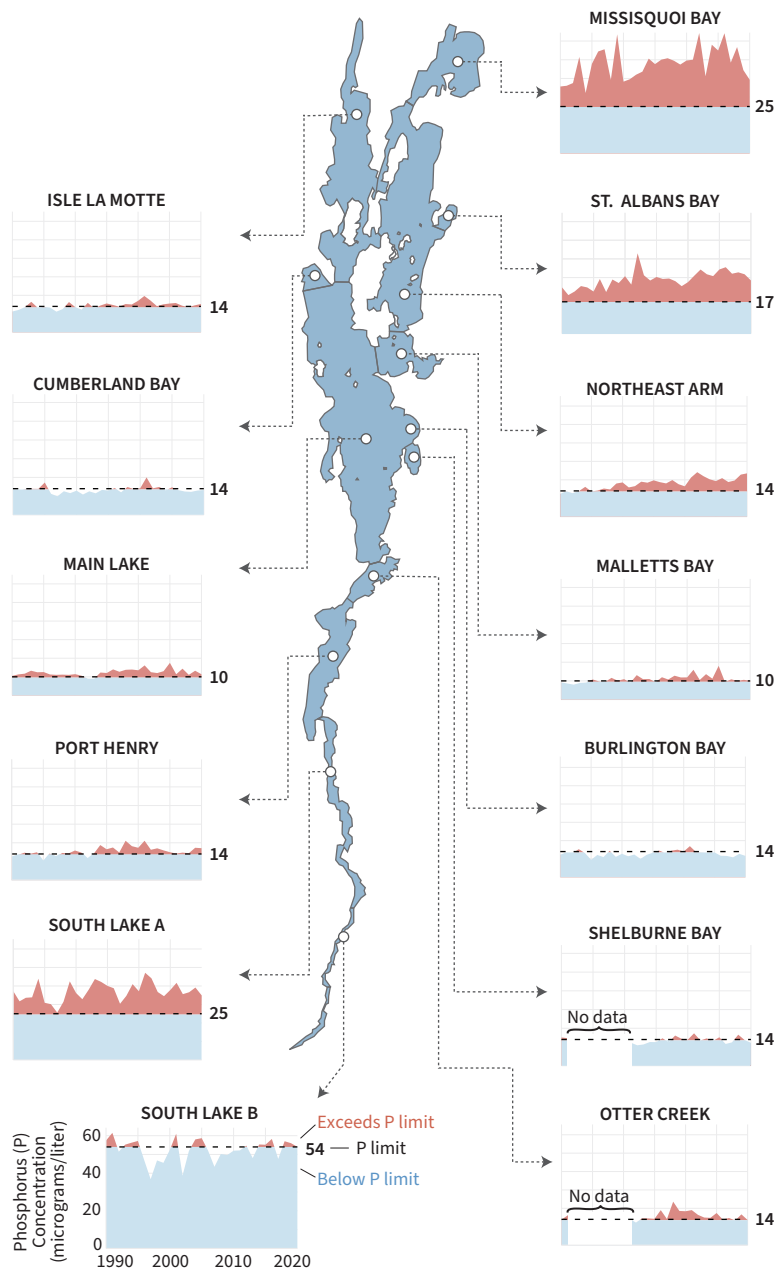 MISSISQUOI BAY
25
ISLE LA MOTTE
14
ST. ALBANS BAY
17
CUMBERLAND BAY
14
NORTHEAST ARM
14
MAIN LAKE
10
MALLETTS BAY
10
PORT HENRY
14
BURLINGTON BAY
14
SOUTH LAKE A
25
SHELBURNE BAY
No data
14
SOUTH LAKE B
Exceeds P limit
54 — P limit
Below P limit
Phosphorus (P)
Concentration
(micrograms/liter)
60
40
20
0
1990 2000 2010 2020
OTTER CREEK
No data
14